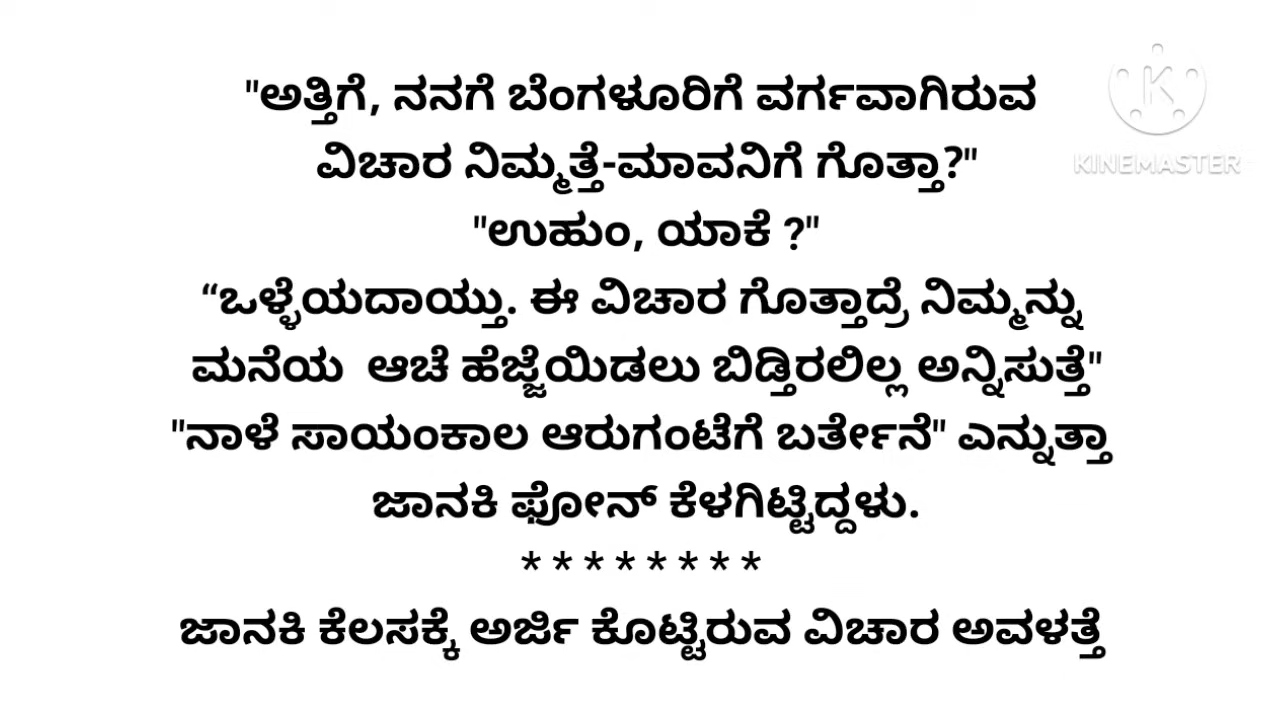 "ಅತ್ತಿಗೆ, ನನಗೆ ಬೆಂಗಳೂರಿಗೆ ವರ್ಗವಾಗಿರುವ
KINEMASTER
ವಿಚಾರ ನಿಮ್ಮತ್ತೆ-ಮಾವನಿಗೆ ಗೊತ್ತಾ?"
"ಉಹುಂ, ಯಾಕೆ ?"
“ಒಳ್ಳೆಯದಾಯ್ತು. ಈ ವಿಚಾರ ಗೊತ್ತಾದ್ರೆ ನಿಮ್ಮನ್ನು
ಮನೆಯ ಆಚೆ ಹೆಜ್ಜೆಯಿಡಲು ಬಿಡ್ತಿರಲಿಲ್ಲ ಅನ್ನಿಸುತ್ತೆ"
"ನಾಳೆ ಸಾಯಂಕಾಲ ಆರುಗಂಟೆಗೆ ಬರ್ತೇನೆ" ಎನ್ನುತ್ತಾ
ಜಾನಕಿ ಫೋನ್ ಕೆಳಗಿಟ್ಟಿದ್ದಳು.
* * * * * * * *
ಜಾನಕಿ ಕೆಲಸಕ್ಕೆ ಅರ್ಜಿ ಕೊಟ್ಟಿರುವ ವಿಚಾರ ಅವಳತ್ತೆ